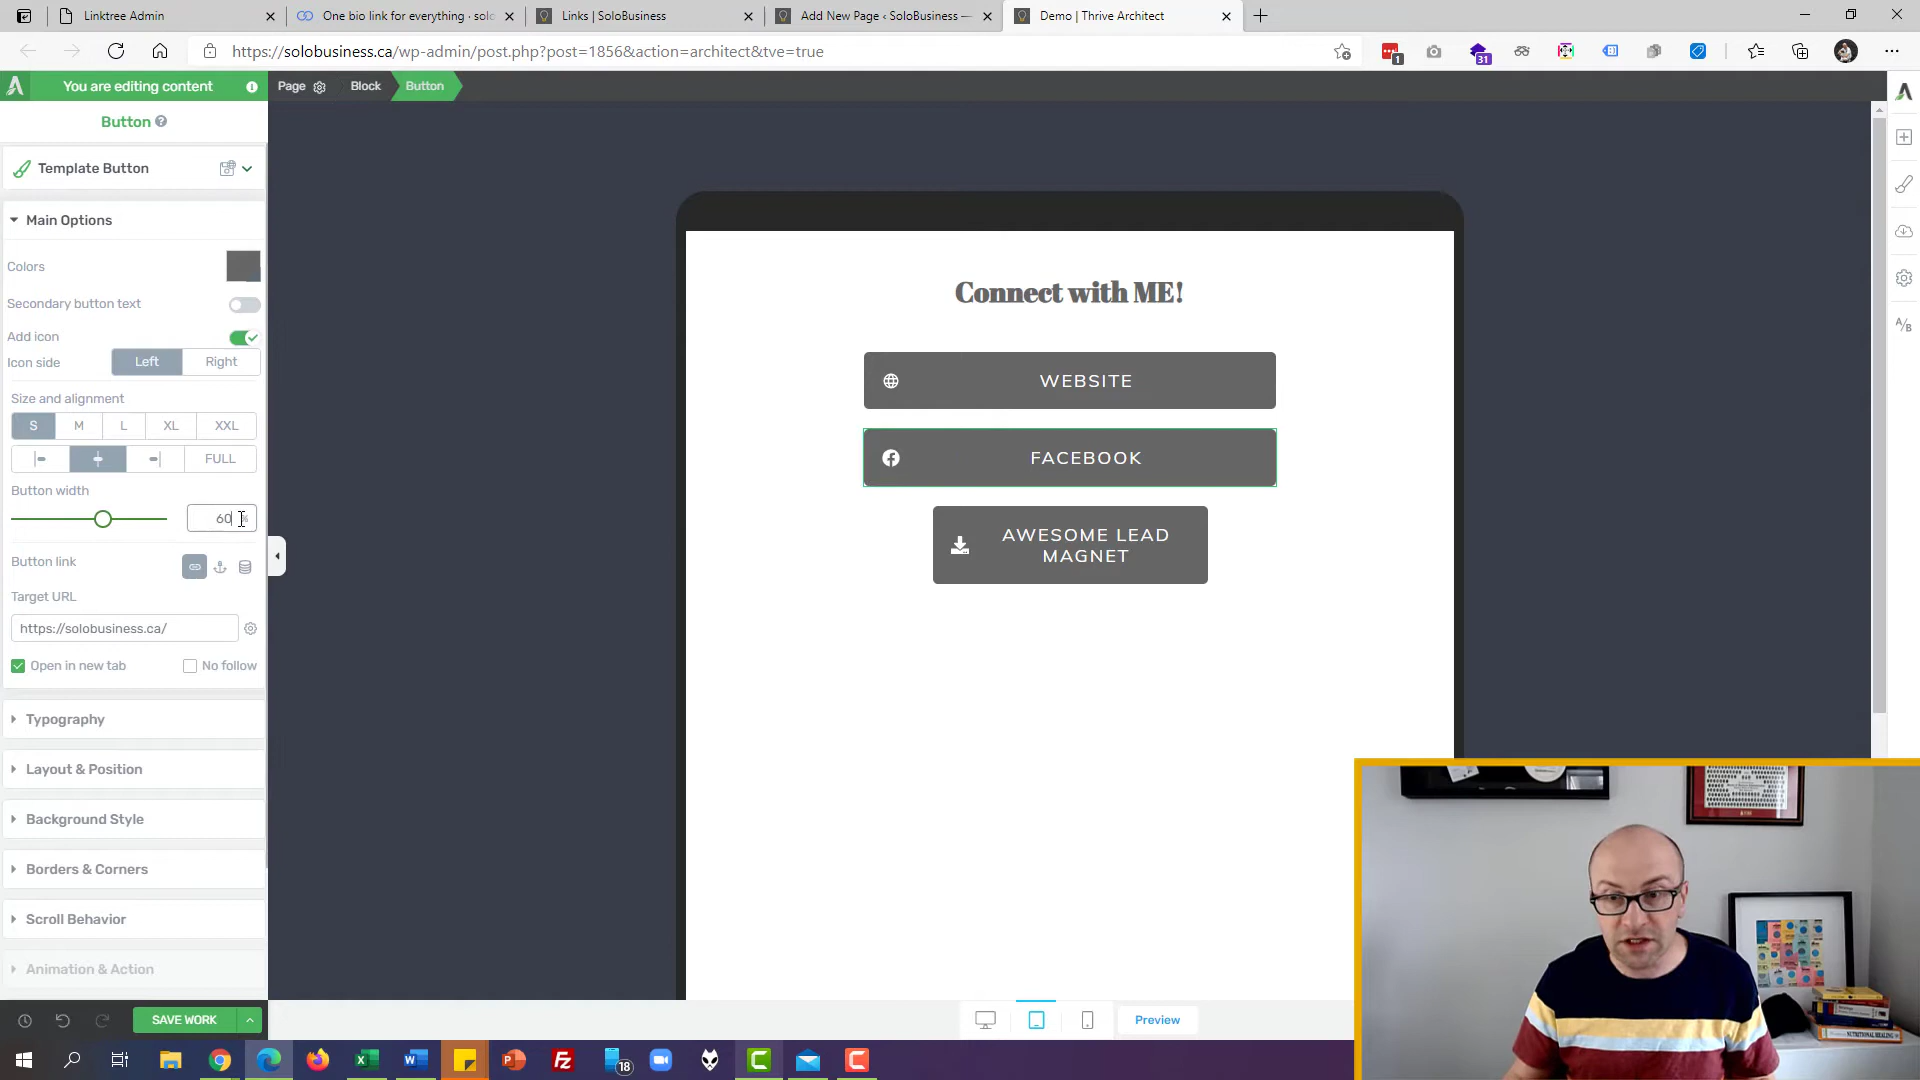 Linktree Admin
One bio link for everything · solo
Links | SoloBusiness
Add New Page ‹ SoloBusiness —
Demo | Thrive Architect
https://solobusiness.ca/wp-admin/post.php?post=1856&action=architect&tve=true
1
31
You are editing content
Page
Block
Button
Button
Template Button
Main Options
Colors
Secondary button text
Add icon
Icon side
Left
Right
Size and alignment
S
M
L
XL
XXL
FULL
Button width
60
%
Button link
Target URL
https://solobusiness.ca/
Open in new tab
No follow
Typography
Layout & Position
Background Style
Borders & Corners
Scroll Behavior
Animation & Action
SAVE WORK
Connect with ME!
WEBSITE
FACEBOOK
AWESOME LEAD
MAGNET
A/B
Preview
18
NUTRITIONAL HEALING